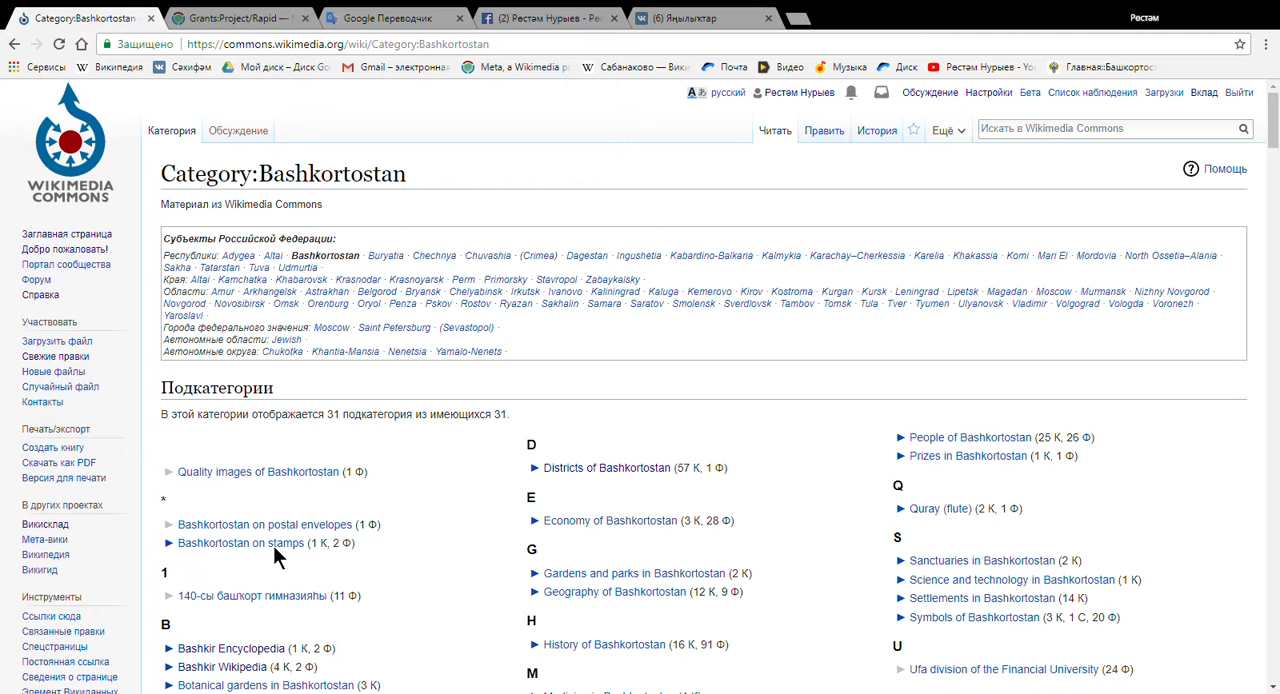 Category:Bashkortostan
Grants:Project/Rapid —
Google Переводчик
(2) Рөстәм Нурыев - Рө
(6) Яңылыҡтар
Рөстәм
Защищено
https://commons.wikimedia.org/wiki/Category:Bashkortostan
Сервисы
Википедия
Сәхифәм
Мой диск – Диск Go
Gmail – электронная
Meta, a Wikimedia pr
Сабанаково — Вики
Почта
Видео
Музыка
Диск
Рөстәм Нурыев - Yo
Главная::Башкортос
WIKIMEDIA
COMMONS
русский
Рөстәм Нурыев
Обсуждение
Настройки
Бета
Список наблюдения
Загрузки
Вклад
Выйти
Категория
Обсуждение
Читать
Править
История
Ещё
Искать в Wikimedia Commons
Category:Bashkortostan
Помощь
Материал из Wikimedia Commons
Субъекты Российской Федерации:
Республики: Adygea · Altai · Bashkortostan · Buryatia · Chechnya · Chuvashia · (Crimea) · Dagestan · Ingushetia · Kabardino-Balkaria · Kalmykia · Karachay–Cherkessia · Karelia · Khakassia · Komi · Mari El · Mordovia · North Ossetia–Alania ·
Sakha · Tatarstan · Tuva · Udmurtia ·
Края: Altai · Kamchatka · Khabarovsk · Krasnodar · Krasnoyarsk · Perm · Primorsky · Stavropol · Zabaykalsky ·
Области: Amur · Arkhangelsk · Astrakhan · Belgorod · Bryansk · Chelyabinsk · Irkutsk · Ivanovo · Kaliningrad · Kaluga · Kemerovo · Kirov · Kostroma · Kurgan · Kursk · Leningrad · Lipetsk · Magadan · Moscow · Murmansk · Nizhny Novgorod ·
Novgorod · Novosibirsk · Omsk · Orenburg · Oryol · Penza · Pskov · Rostov · Ryazan · Sakhalin · Samara · Saratov · Smolensk · Sverdlovsk · Tambov · Tomsk · Tula · Tver · Tyumen · Ulyanovsk · Vladimir · Volgograd · Vologda · Voronezh ·
Yaroslavl ·
Города федерального значения: Moscow · Saint Petersburg · (Sevastopol) ·
Автономные области: Jewish ·
Автономные округа: Chukotka · Khantia-Mansia · Nenetsia · Yamalo-Nenets ·
Подкатегории
В этой категории отображается 31 подкатегория из имеющихся 31.
Quality images of Bashkortostan (1 Ф)
*
Bashkortostan on postal envelopes (1 Ф)
Bashkortostan on stamps (1 К, 2 Ф)
1
140-сы башҡорт гимназияһы (11 Ф)
B
Bashkir Encyclopedia (1 К, 2 Ф)
Bashkir Wikipedia (4 К, 2 Ф)
Botanical gardens in Bashkortostan (3 К)
D
Districts of Bashkortostan (57 К, 1 Ф)
E
Economy of Bashkortostan (3 К, 28 Ф)
G
Gardens and parks in Bashkortostan (2 К)
Geography of Bashkortostan (12 К, 9 Ф)
H
History of Bashkortostan (16 К, 91 Ф)
M
People of Bashkortostan (25 К, 26 Ф)
Prizes in Bashkortostan (1 К, 1 Ф)
Q
Quray (flute) (2 К, 1 Ф)
S
Sanctuaries in Bashkortostan (2 К)
Science and technology in Bashkortostan (1 К)
Settlements in Bashkortostan (14 К)
Symbols of Bashkortostan (3 К, 1 С, 20 Ф)
U
Ufa division of the Financial University (24 Ф)
Заглавная страница
Добро пожаловать!
Портал сообщества
Форум
Справка
Участвовать
Загрузить файл
Свежие правки
Новые файлы
Случайный файл
Контакты
Печать/экспорт
Создать книгу
Скачать как PDF
Версия для печати
В других проектах
Викисклад
Мета-вики
Википедия
Викигид
Инструменты
Ссылки сюда
Связанные правки
Спецстраницы
Постоянная ссылка
Сведения о странице
Элемент Викиданных